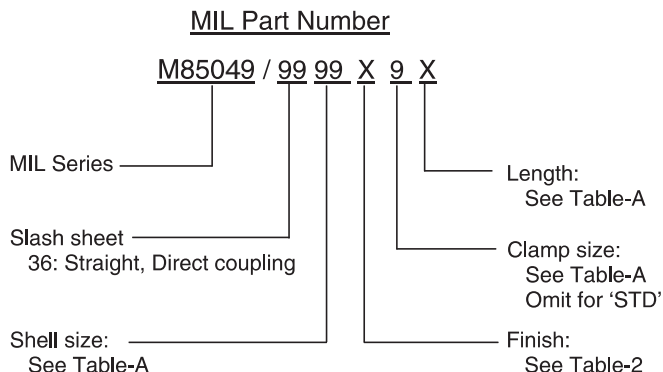 MIL Part Number
M85049 / 99 99 X 9 X
MIL Series
Length:
See Table-A
Slash sheet
36: Straight, Direct coupling
Clamp size:
See Table-A
Omit for 'STD'
Shell size:
See Table-A
Finish:
See Table-2